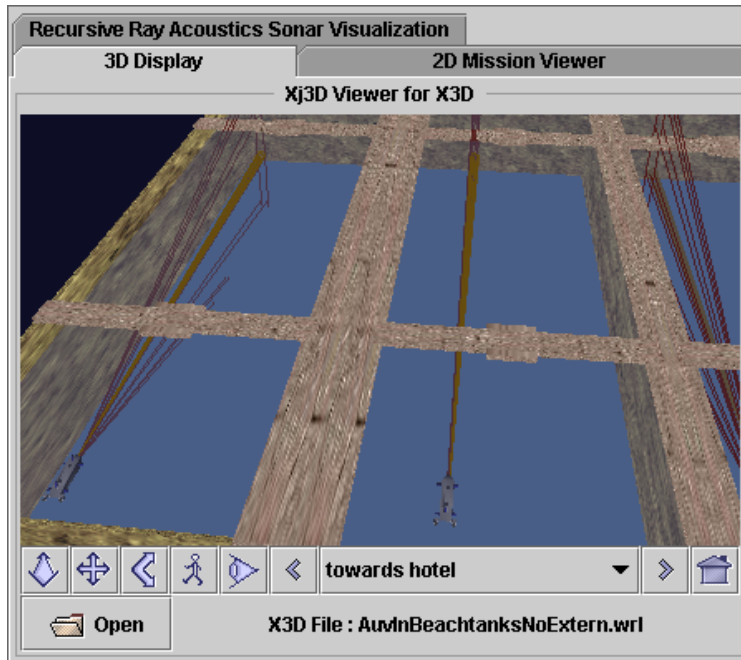 Recursive Ray Acoustics Sonar Visualization
3D Display
2D Mission Viewer
Xj3D Viewer for X3D
towards hotel
Open
X3D File : AuvInBeachtanksNoExtern.wrl